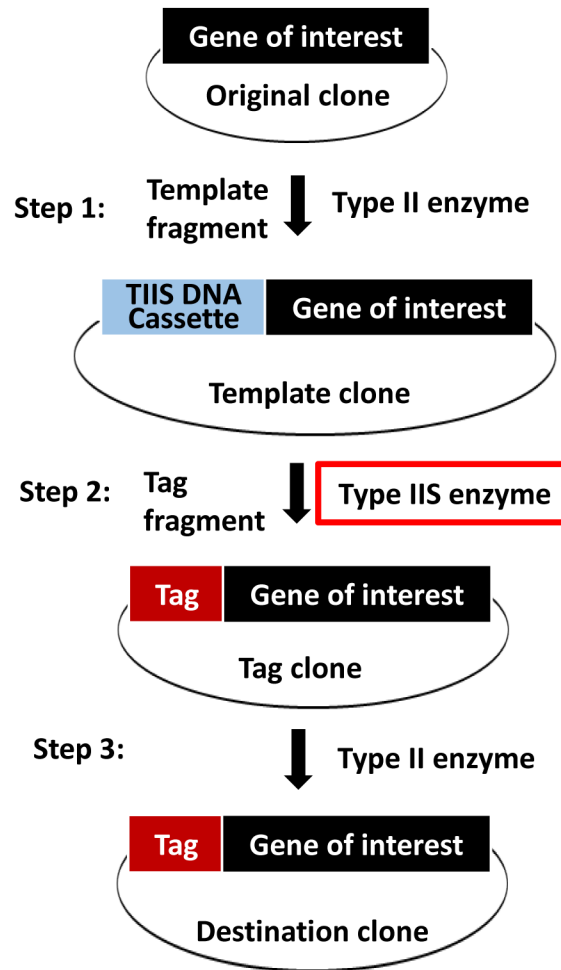 Gene of interest
Original clone
Step 1:
Template
fragment
Type II enzyme
TIIS DNA
Cassette
Gene of interest
Template clone
Step 2:
Tag
fragment
Type IIS enzyme
Tag
Gene of interest
Tag clone
Step 3:
Type II enzyme
Tag
Gene of interest
Destination clone